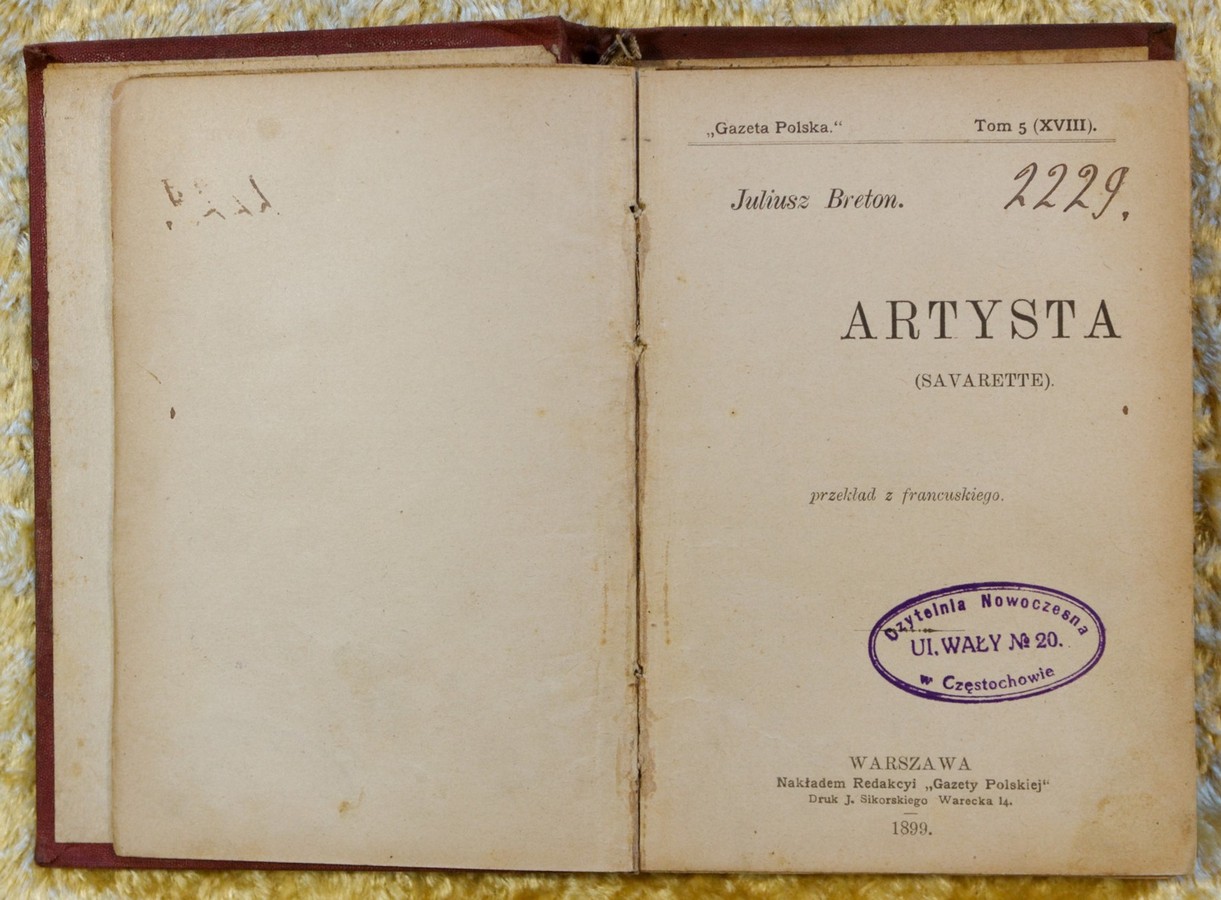 „Gazeta Polska.“ Tom 5 (XVIII).
Juliusz Breton. 2229.
ARTYSTA
(SAVARETTE).
przekład z francuskiego.
Czytelnia Nowoczesna
Ul. WAŁY № 20.
w Częstochowie
WARSZAWA
Nakładem Redakcyi „Gazety Polskiej“
Druk J. Sikorskiego Warecka 14.
1899.